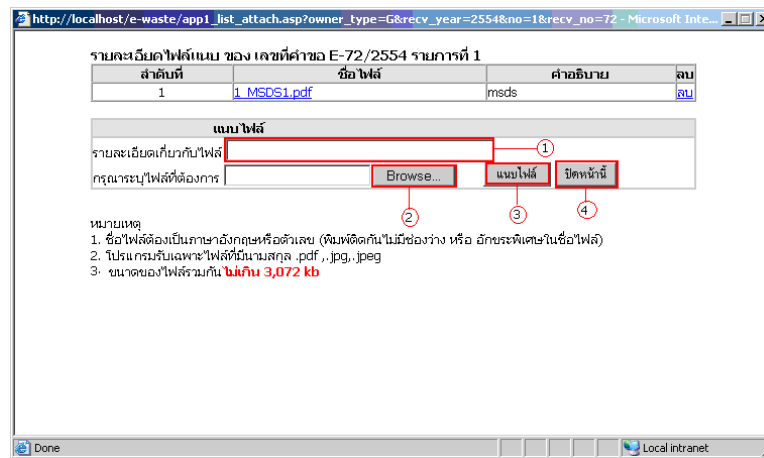 http://localhost/e-waste/app1_list_attach.asp?owner_type=G&recv_year=2554&no=1&recv_no=72 - Microsoft Inte...
รายละเอียดไฟล์แนบ ของ เลขที่คำขอ E-72/2554 รายการที่ 1
ลำดับที่ ชื่อไฟล์ คำอธิบาย ลบ
1 1_MSDS1.pdf msds ลบ
แนบไฟล์
รายละเอียดเกี่ยวกับไฟล์ 1
กรุณาระบุไฟล์ที่ต้องการ Browse... แนบไฟล์ ปิดหน้านี้
2 3 4
หมายเหตุ
1. ชื่อไฟล์ต้องเป็นภาษาอังกฤษหรือตัวเลข (พิมพ์ติดกันไม่มีช่องว่าง หรือ อักขระพิเศษในชื่อไฟล์)
2. โปรแกรมรับเฉพาะไฟล์ที่มีนามสกุล .pdf ,.jpg,.jpeg
3. ขนาดของไฟล์รวมกัน ไม่เกิน 3,072 kb
Done Local intranet